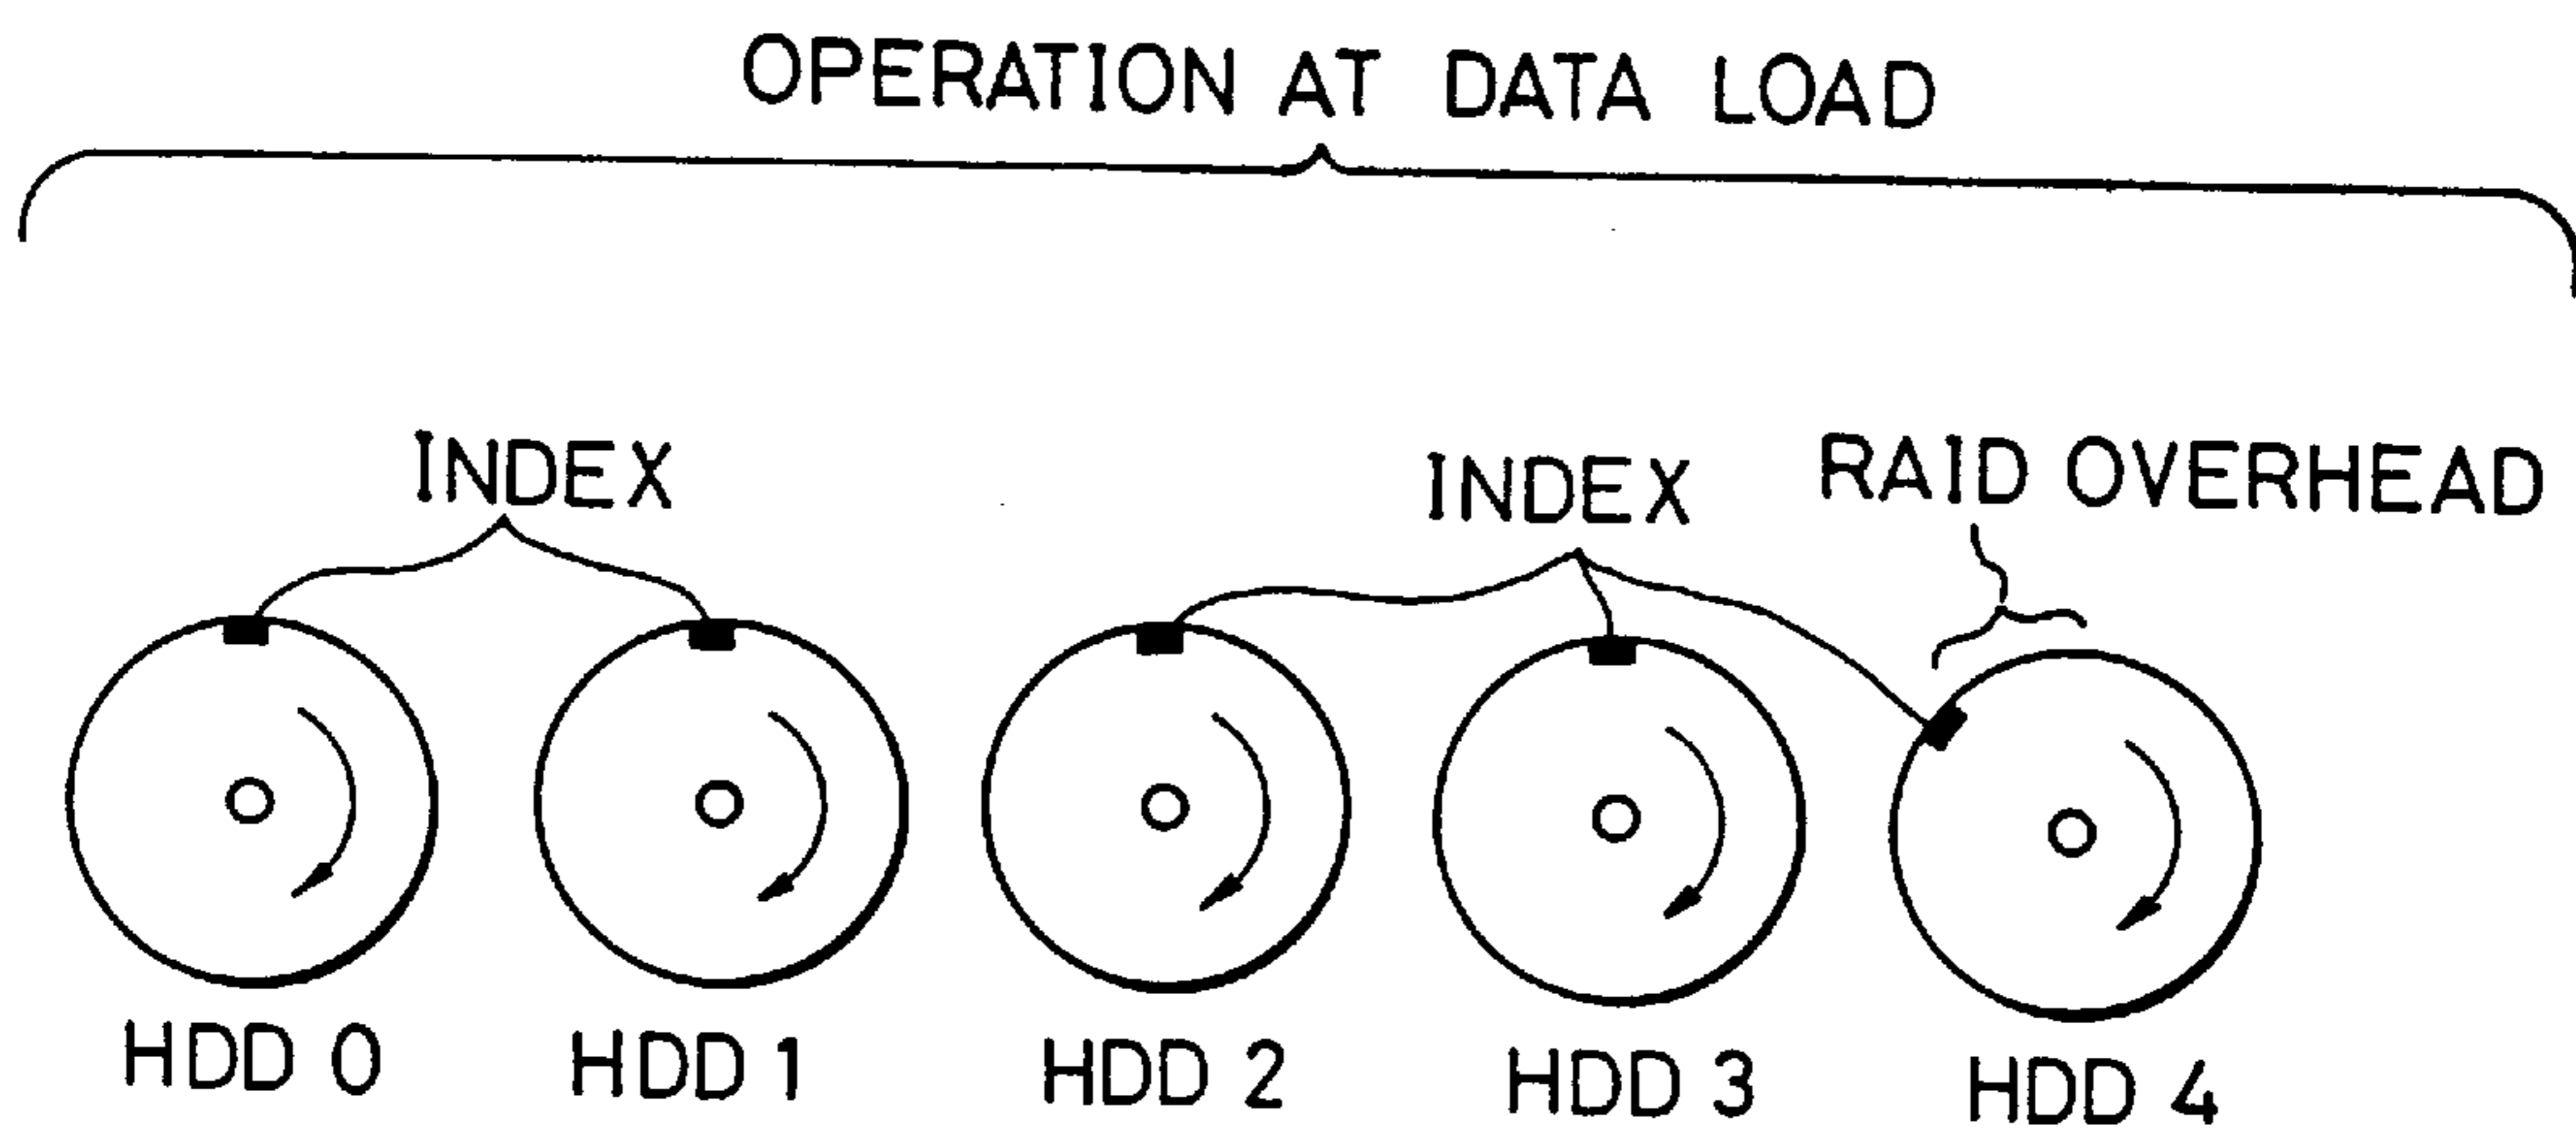 OPERATION AT DATA LOAD
INDEX
INDEX
RAID OVERHEAD
HDD 0
HDD 1
HDD 2
HDD 3
HDD 4